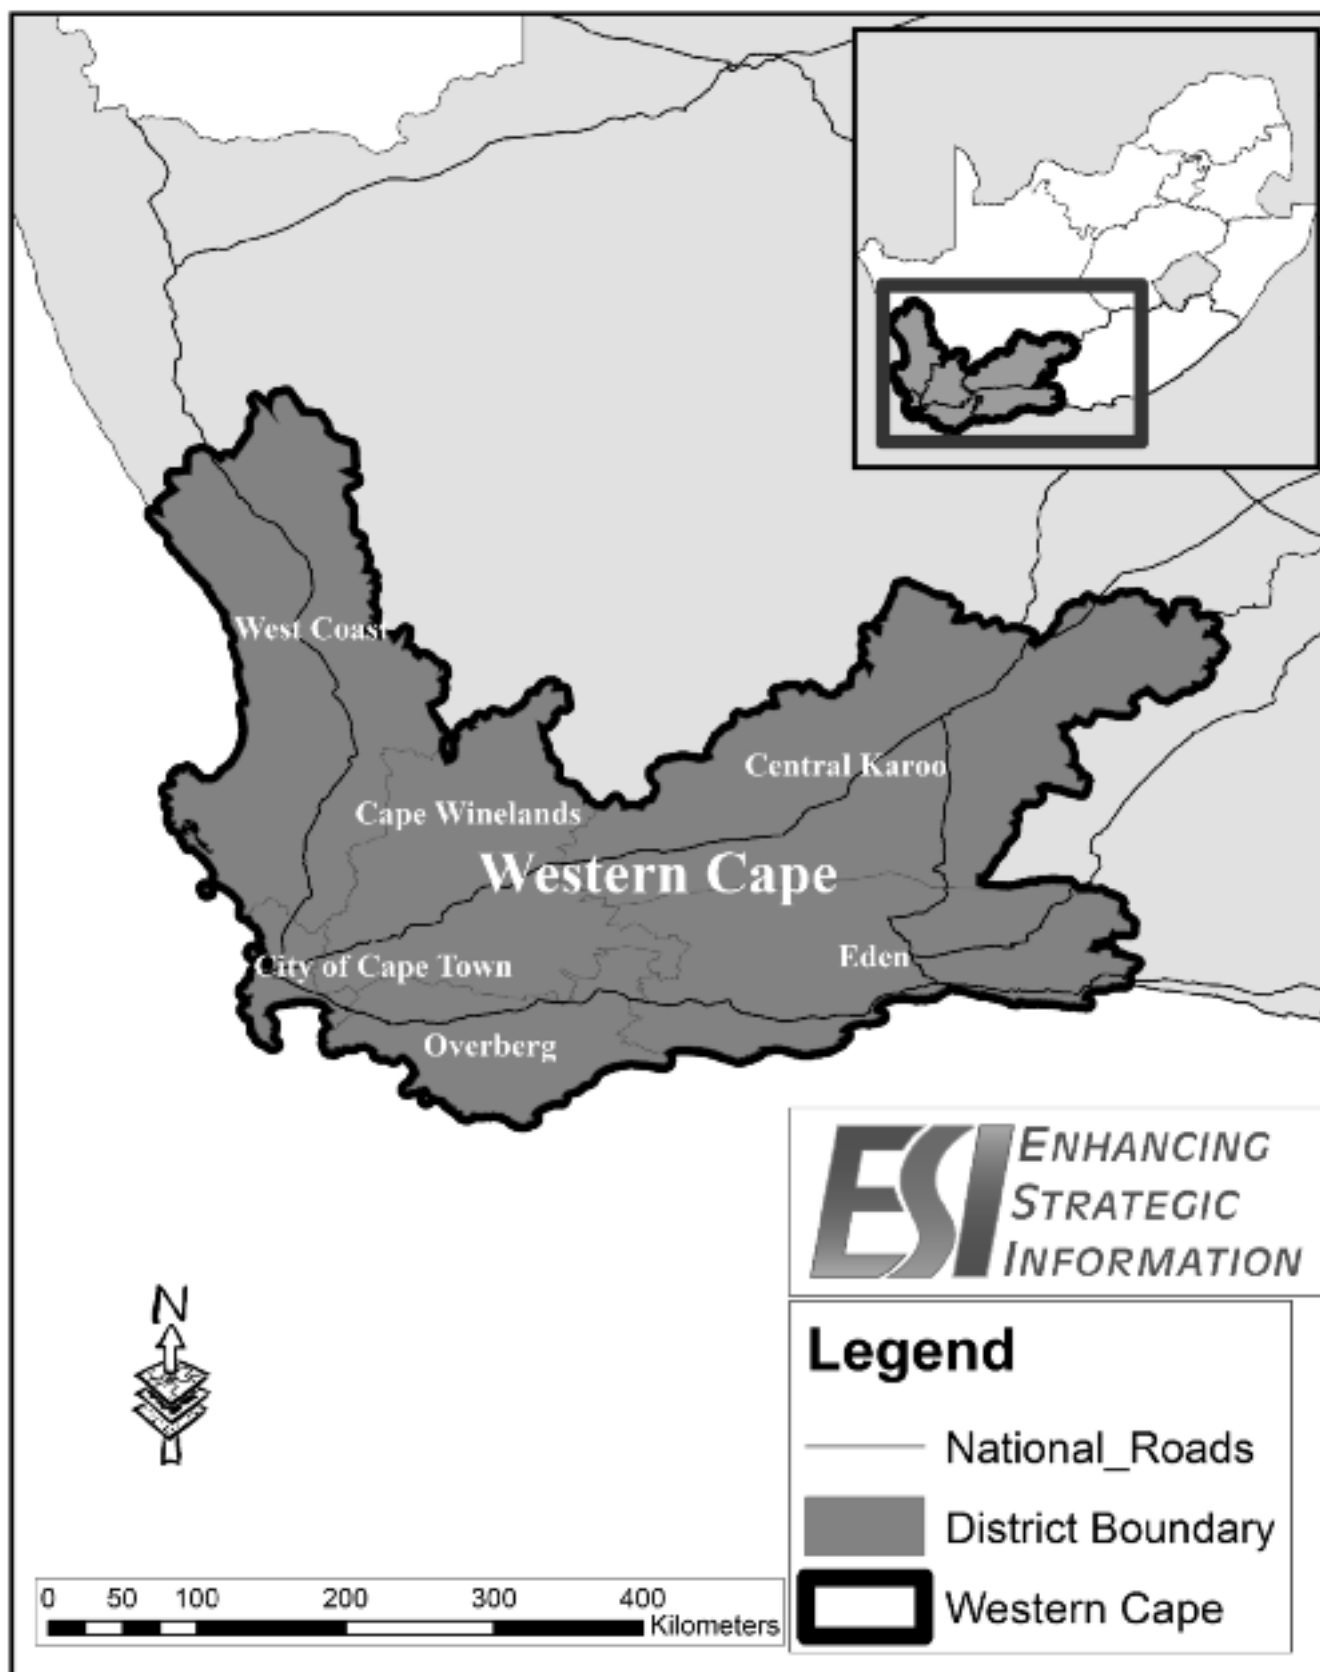 West Coast
Central Karoo
Cape Winelands
Western Cape
Eden
City of Cape Town
Overberg
ESI
ENHANCING
STRATEGIC
INFORMATION
N
Legend
National_Roads
District Boundary
Western Cape
0 50 100 200 300 400
Kilometers